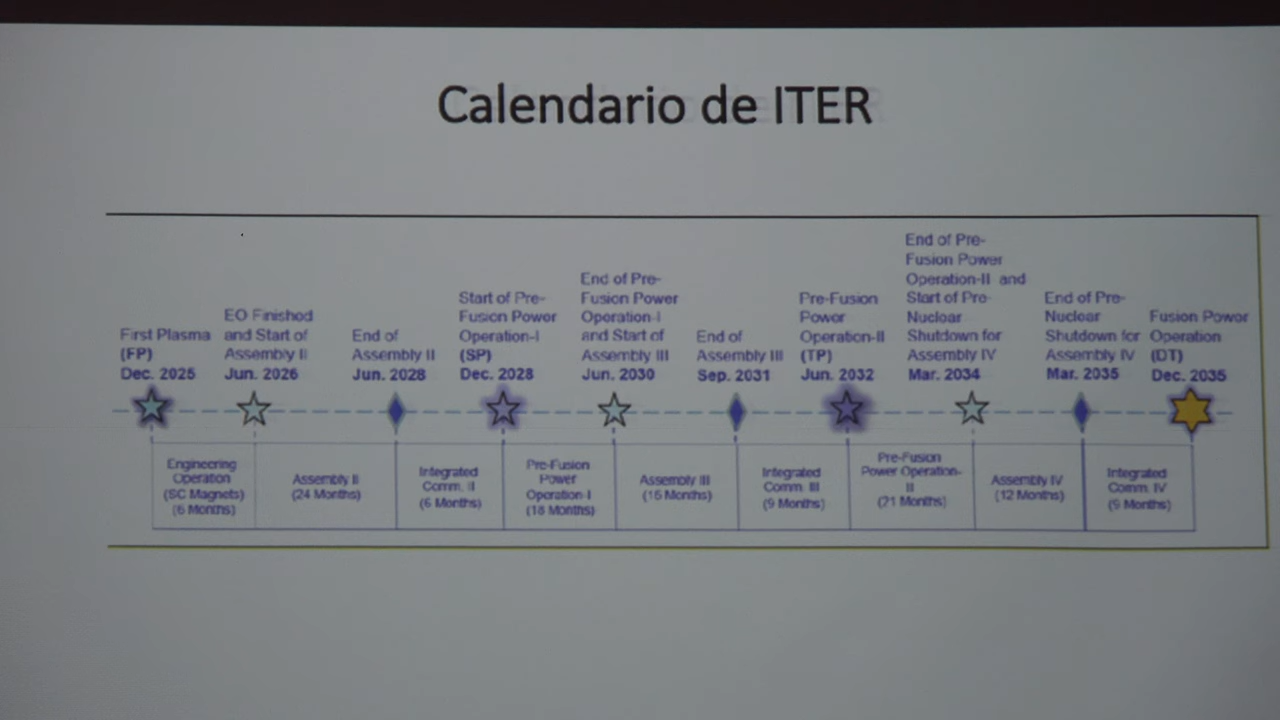 Calendario de ITER
First Plasma
(FP)
Dec. 2025
EO Finished
and Start of
Assembly II
Jun. 2026
End of
Assembly II
Jun. 2028
Start of Pre-
Fusion Power
Operation-I
(SP)
Dec. 2028
End of Pre-
Fusion Power
Operation-I
and Start of
Assembly III
Jun. 2030
End of
Assembly III
Sep. 2031
Pre-Fusion
Power
Operation-II
(TP)
Jun. 2032
End of Pre-
Fusion Power
Operation-II and
Start of Pre-
Nuclear
Shutdown for
Assembly IV
Mar. 2034
End of Pre-
Nuclear
Shutdown for
Assembly IV
Mar. 2035
Fusion Power
Operation
(DT)
Dec. 2035
Engineering
Operation
(SC Magnets)
(6 Months)
Assembly II
(24 Months)
Integrated
Comm. II
(6 Months)
Pre-Fusion
Power
Operation-I
(18 Months)
Assembly III
(15 Months)
Integrated
Comm. III
(9 Months)
Pre-Fusion
Power Operation-
II
(21 Months)
Assembly IV
(12 Months)
Integrated
Comm. IV
(9 Months)